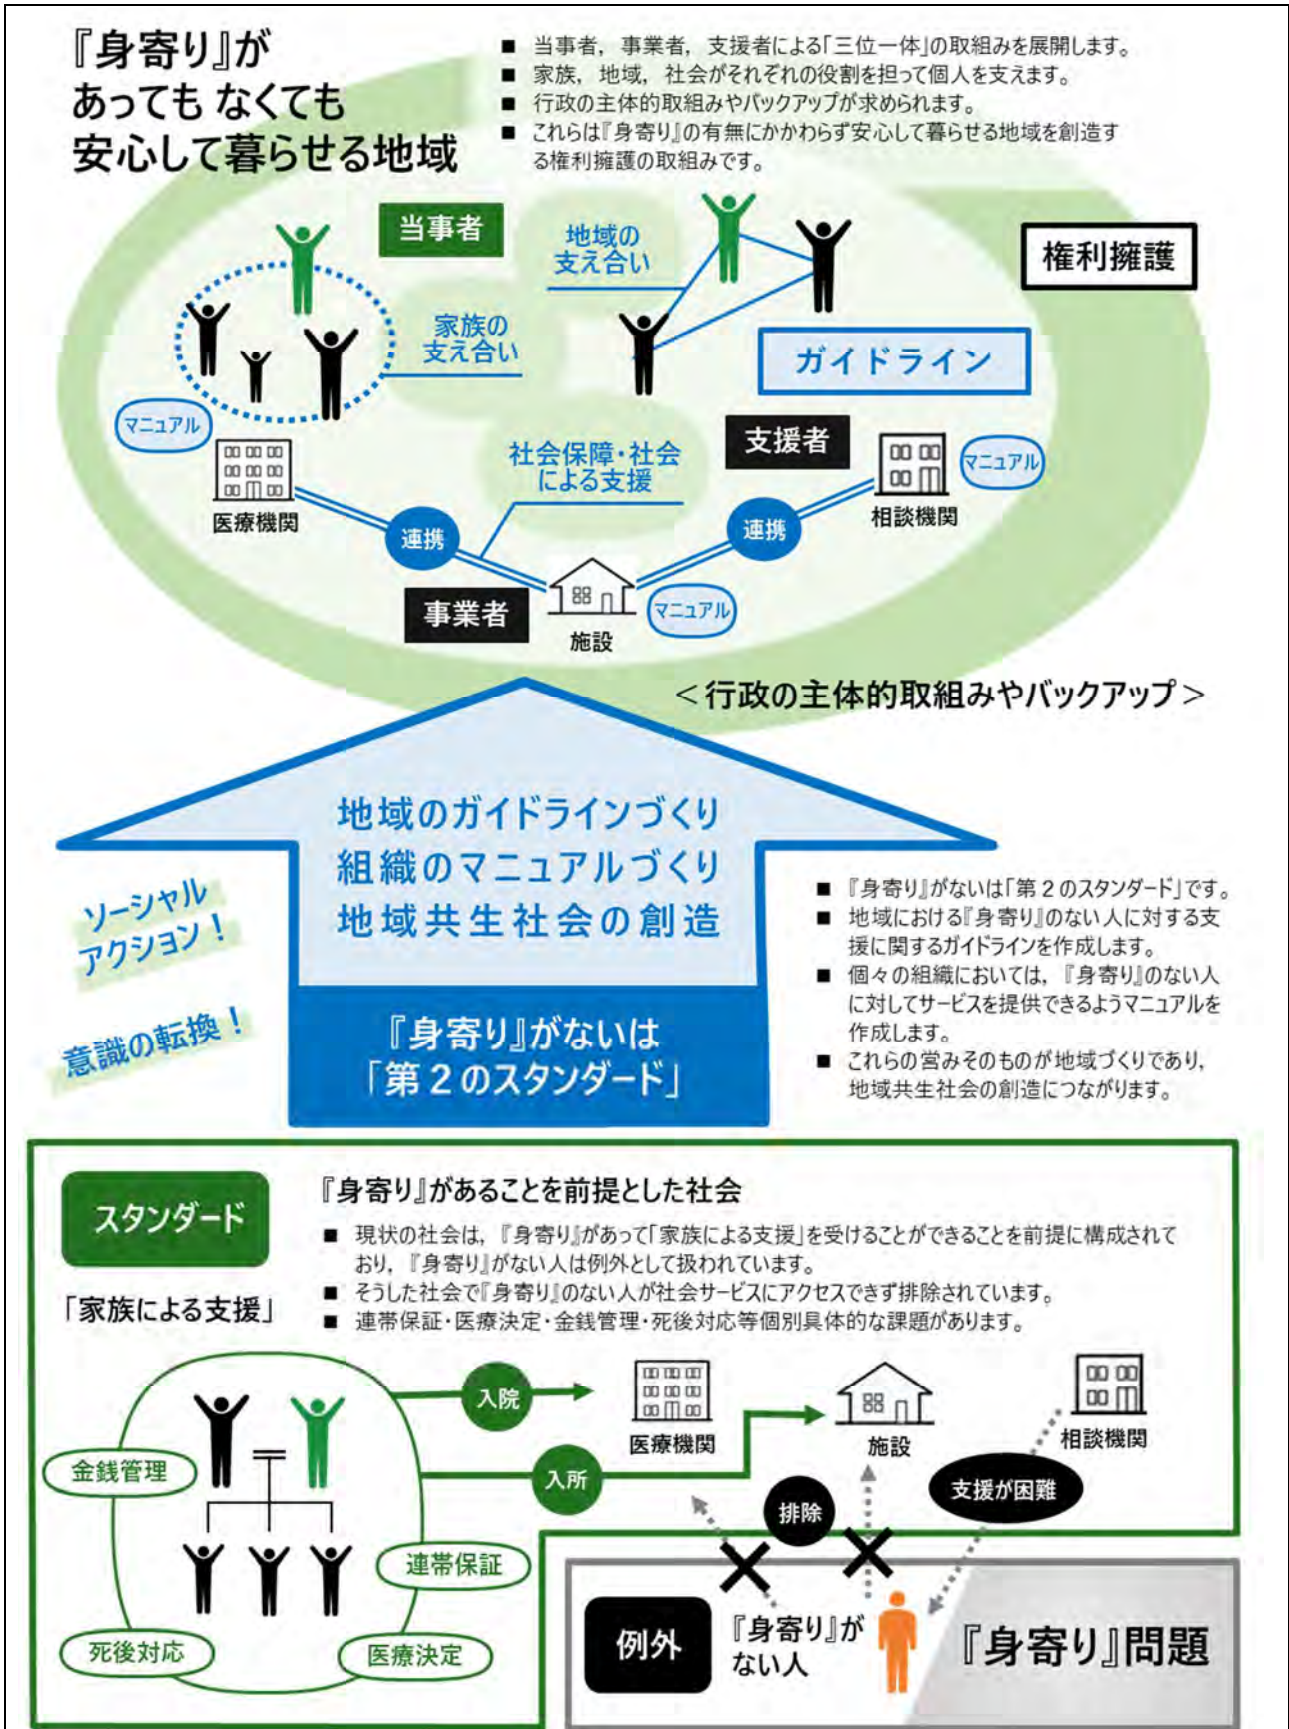 『身寄り』が
あっても なくても
安心して暮らせる地域
■ 当事者，事業者，支援者による「三位一体」の取組みを展開します。
■ 家族，地域，社会がそれぞれの役割を担って個人を支えます。
■ 行政の主体的取組みやバックアップが求められます。
■ これらは『身寄り』の有無にかかわらず安心して暮らせる地域を創造す
る権利擁護の取組みです。
当事者
地域の
支え合い
権利擁護
家族の
支え合い
ガイドライン
マニュアル
社会保障・社会
による支援
支援者
マニュアル
医療機関
連携
連携
相談機関
事業者
マニュアル
施設
＜行政の主体的取組みやバックアップ＞
地域のガイドラインづくり
組織のマニュアルづくり
地域共生社会の創造
ソーシャル
アクション！
意識の転換！
『身寄り』がないは
「第２のスタンダード」
■ 『身寄り』がないは「第２のスタンダード」です。
■ 地域における『身寄り』のない人に対する支
援に関するガイドラインを作成します。
■ 個々の組織においては，『身寄り』のない人
に対してサービスを提供できるようマニュアルを
作成します。
■ これらの営みそのものが地域づくりであり，
地域共生社会の創造につながります。
スタンダード
「家族による支援」
『身寄り』があることを前提とした社会
■ 現状の社会は，『身寄り』があって「家族による支援」を受けることができることを前提に構成されて
おり，『身寄り』がない人は例外として扱われています。
■ そうした社会で『身寄り』のない人が社会サービスにアクセスできず排除されています。
■ 連帯保証・医療決定・金銭管理・死後対応等個別具体的な課題があります。
入院
医療機関
施設
相談機関
金銭管理
入所
排除
支援が困難
連帯保証
死後対応
医療決定
例外
『身寄り』が
ない人
『身寄り』問題